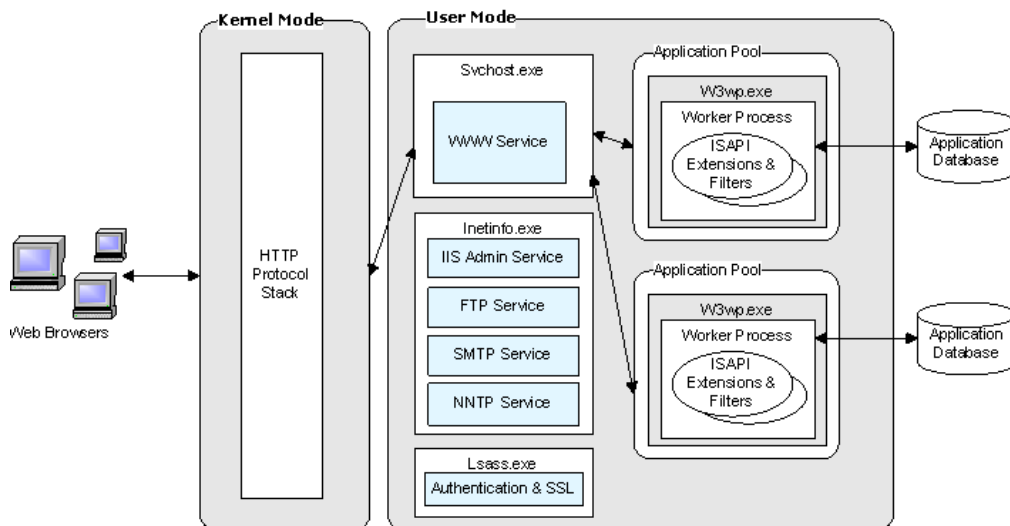 Kernel Mode
User Mode
HTTP
Protocol
Stack
Web Browsers
Svchost.exe
WWW Service
Inetinfo.exe
IIS Admin Service
FTP Service
SMTP Service
NNTP Service
Lsass.exe
Authentication & SSL
Application Pool
W3wp.exe
Worker Process
ISAPI
Extensions &
Filters
Application
Database
Application Pool
W3wp.exe
Worker Process
ISAPI
Extensions &
Filters
Application
Database